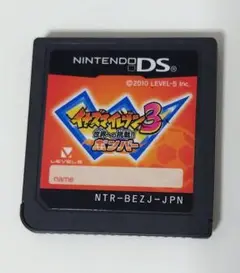 NINTENDO DS
©2010 LEVEL-5 Inc.
イナズマイレブン3
世界への挑戦!!
ボンバー
LEVEL5
name
NTR-BEZJ-JPN